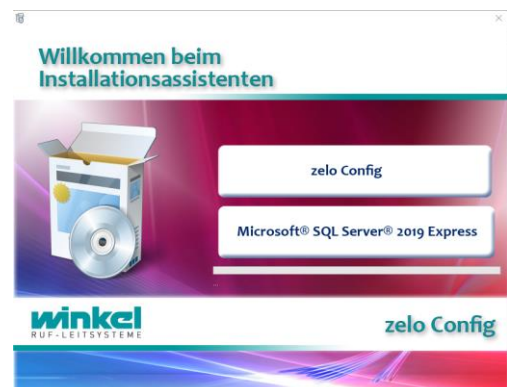 Willkommen beim
Installationsassistenten
zelo Config
Microsoft® SQL Server® 2019 Express
winkel
RUF-LEITSYSTEME
zelo Config